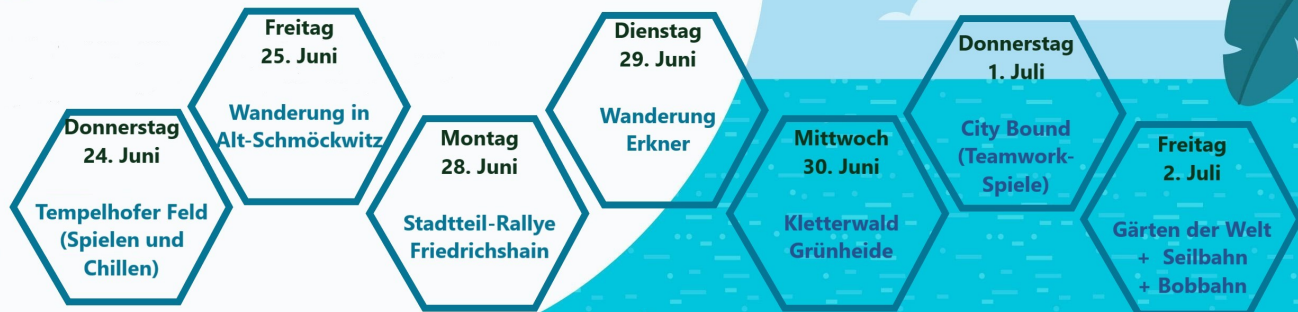 Donnerstag
24. Juni
Tempelhofer Feld
(Spielen und
Chillen)
Freitag
25. Juni
Wanderung in
Alt-Schmöckwitz
Montag
28. Juni
Stadtteil-Rallye
Friedrichshain
Dienstag
29. Juni
Wanderung
Erkner
Mittwoch
30. Juni
Kletterwald
Grünheide
Donnerstag
1. Juli
City Bound
(Teamwork-
Spiele)
Freitag
2. Juli
Gärten der Welt
+ Seilbahn
+ Bobbahn